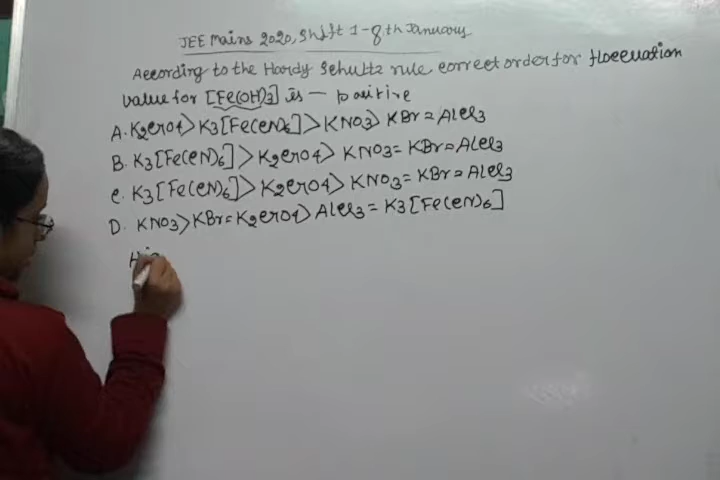 JEE Mains 2020, Shift 1-8th January
According to the Hardy Schultz rule correct order for floccuation
value for [Fe(OH)3] is — positive
A. K2CrO4 > K3[Fe(CN)6] > KNO3 > KBr = AlCl3
B. K3[Fe(CN)6] > K2CrO4 > KNO3 = KBr = AlCl3
C. K3[Fe(CN)6] > K2CrO4 > KNO3 = KBr = AlCl3
D. KNO3 > KBr = K2CrO4 > AlCl3 = K3[Fe(CN)6]